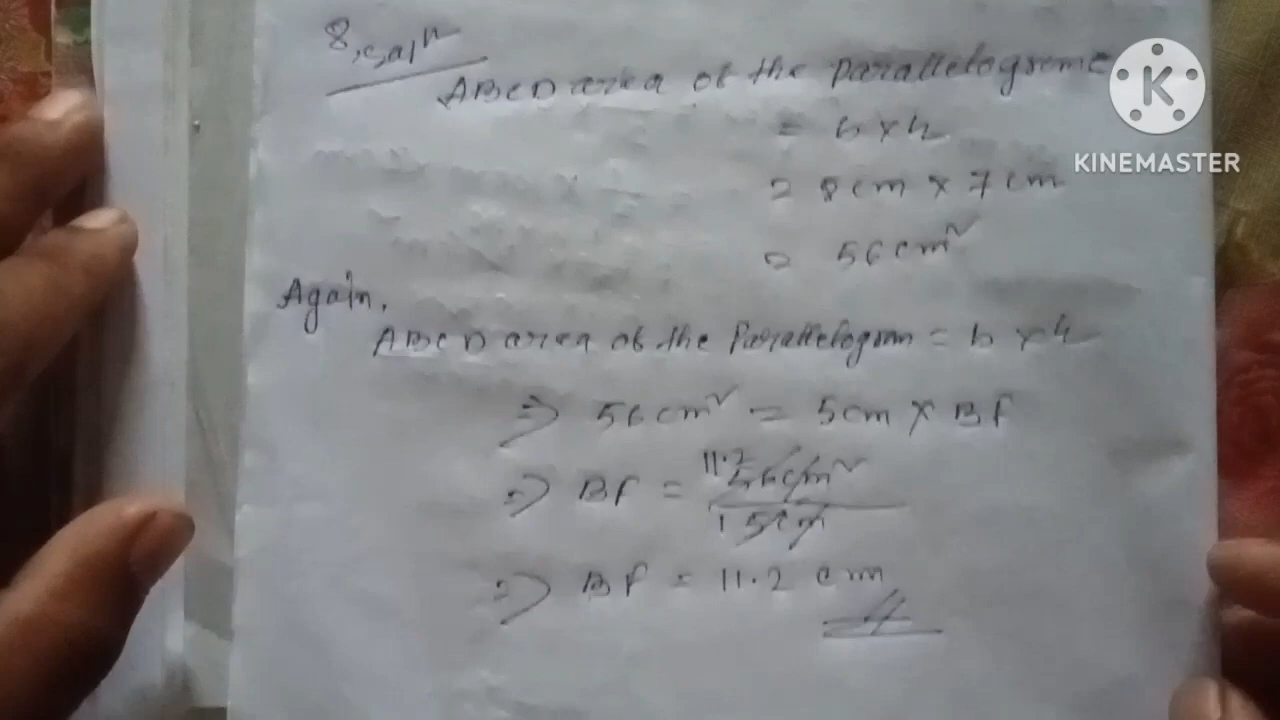 8, Solⁿ
ABCD area of the Parallelograme
= b x h
= 8cm x 7cm
= 56cm²
Again,
ABCD area of the Parallelogram = b x h
⇒ 56cm² = 5cm x BF
11.2
⇒ BF = 56cm²
1 5cm
⇒ BF = 11.2 cm
K
KINEMASTER